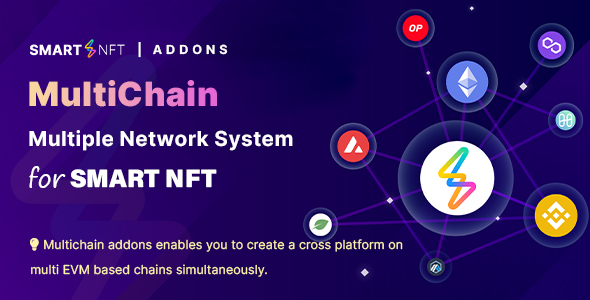 SMART NFT | ADDONS
MultiChain
Multiple Network System
for SMART NFT
Multichain addons enables you to create a cross platform on
multi EVM based chains simultaneously.
OP